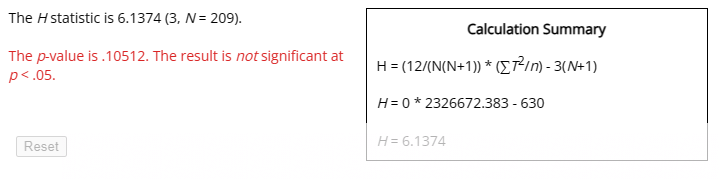 The H statistic is 6.1374 (3, N = 209).
The p-value is .10512. The result is not significant at
p < .05.
Reset
Calculation Summary
H = (12/(N(N+1)) * (∑T²/n) - 3(N+1)
H = 0 * 2326672.383 - 630
H = 6.1374